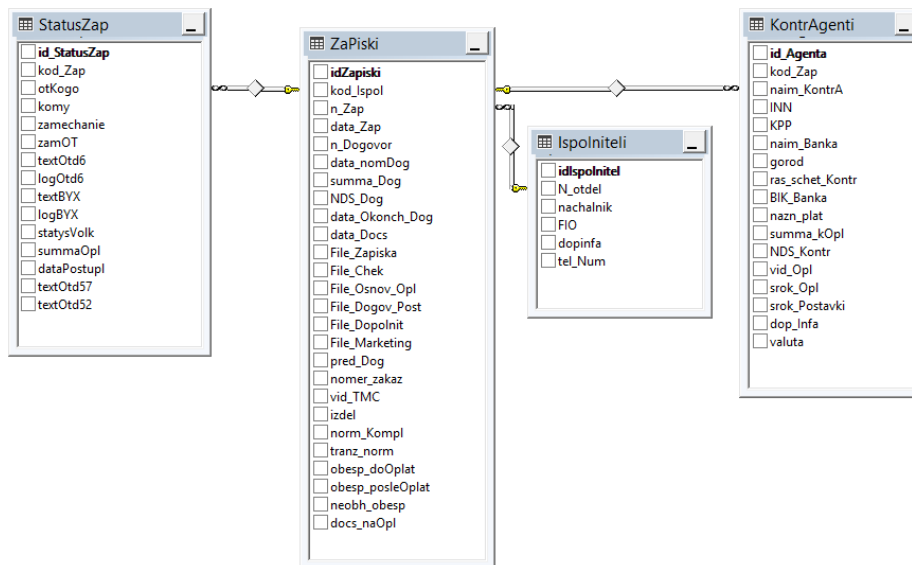 StatusZap
id_StatusZap
kod_Zap
otKogo
komy
zamechanie
zamOT
textOtd6
logOtd6
textBYX
logBYX
statysVolk
summaOpl
dataPostupl
textOtd57
textOtd52
ZaPiski
idZapiski
kod_Ispol
n_Zap
data_Zap
n_Dogovor
data_nomDog
summa_Dog
NDS_Dog
data_Okonch_Dog
data_Docs
File_Zapiska
File_Chek
File_Osnov_Opl
File_Dogov_Post
File_Dopolnit
File_Marketing
pred_Dog
nomer_zakaz
vid_TMC
izdel
norm_Kompl
tranz_norm
obesp_doOplat
obesp_posleOplat
neobh_obesp
docs_naOpl
Ispolniteli
idIspolnitel
N_otdel
nachalnik
FIO
dopinfa
tel_Num
KontrAgenti
id_Agenta
kod_Zap
naim_KontrA
INN
KPP
naim_Banka
gorod
ras_schet_Kontr
BIK_Banka
nazn_plat
summa_kOpl
NDS_Kontr
vid_Opl
srok_Opl
srok_Postavki
dop_Infa
valuta